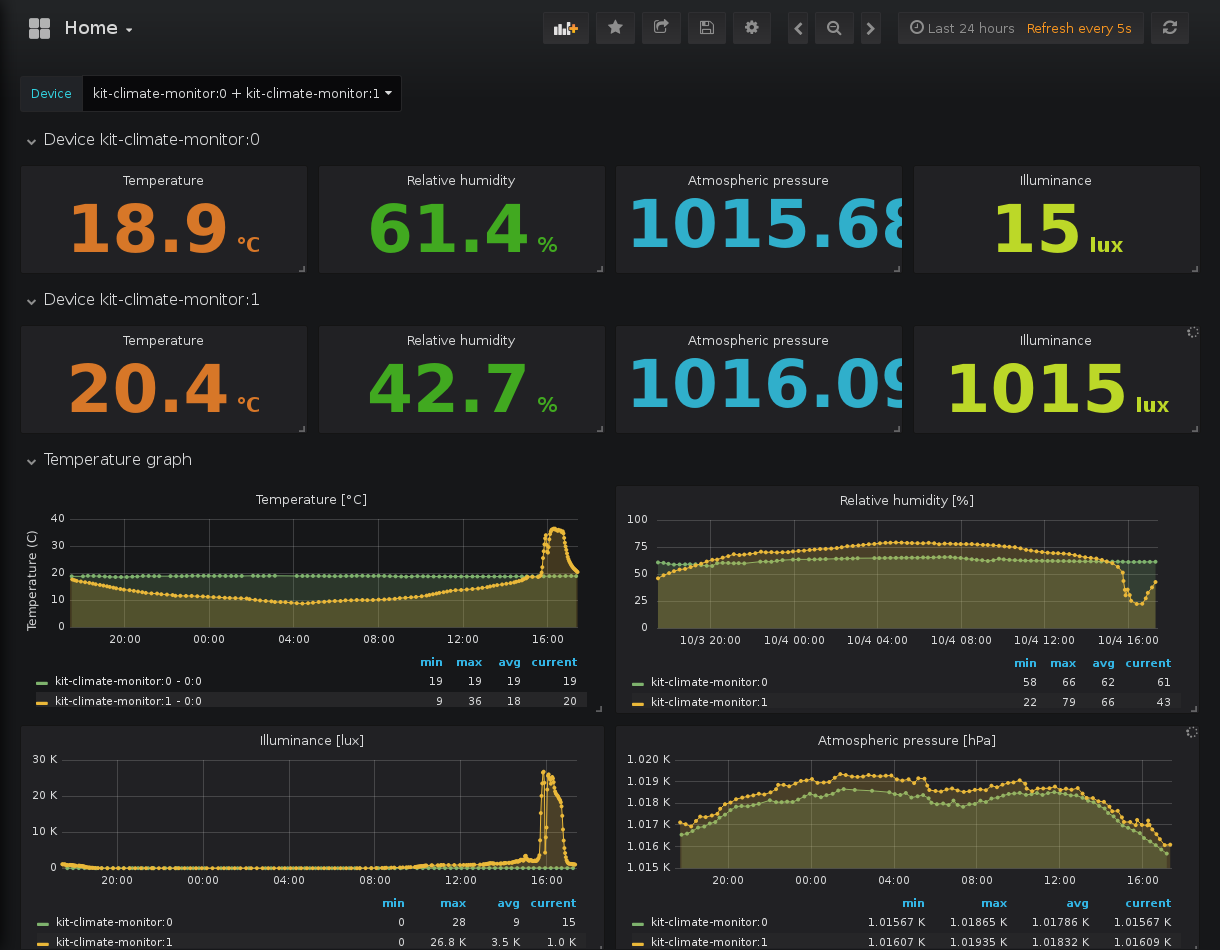 Home
Last 24 hours Refresh every 5s
Device kit-climate-monitor:0 + kit-climate-monitor:1
Device kit-climate-monitor:0
Temperature Relative humidity Atmospheric pressure Illuminance
18.9 °C 61.4 % 1015.68 15 lux
Device kit-climate-monitor:1
Temperature Relative humidity Atmospheric pressure Illuminance
20.4 °C 42.7 % 1016.09 1015 lux
Temperature graph
Temperature [°C]
Temperature (C)
40
30
20
10
0
20:00 00:00 04:00 08:00 12:00 16:00
min max avg current
kit-climate-monitor:0 - 0:0 19 19 19 19
kit-climate-monitor:1 - 0:0 9 36 18 20
Relative humidity [%]
100
75
50
25
0
10/3 20:00 10/4 00:00 10/4 04:00 10/4 08:00 10/4 12:00 10/4 16:00
min max avg current
kit-climate-monitor:0 58 66 62 61
kit-climate-monitor:1 22 79 66 43
Illuminance [lux]
30 K
20 K
10 K
0
20:00 00:00 04:00 08:00 12:00 16:00
min max avg current
kit-climate-monitor:0 0 28 9 15
kit-climate-monitor:1 0 26.8 K 3.5 K 1.0 K
Atmospheric pressure [hPa]
1.020 K
1.019 K
1.018 K
1.017 K
1.016 K
1.015 K
20:00 00:00 04:00 08:00 12:00 16:00
min max avg current
kit-climate-monitor:0 1.01567 K 1.01865 K 1.01786 K 1.01567 K
kit-climate-monitor:1 1.01607 K 1.01935 K 1.01832 K 1.01609 K